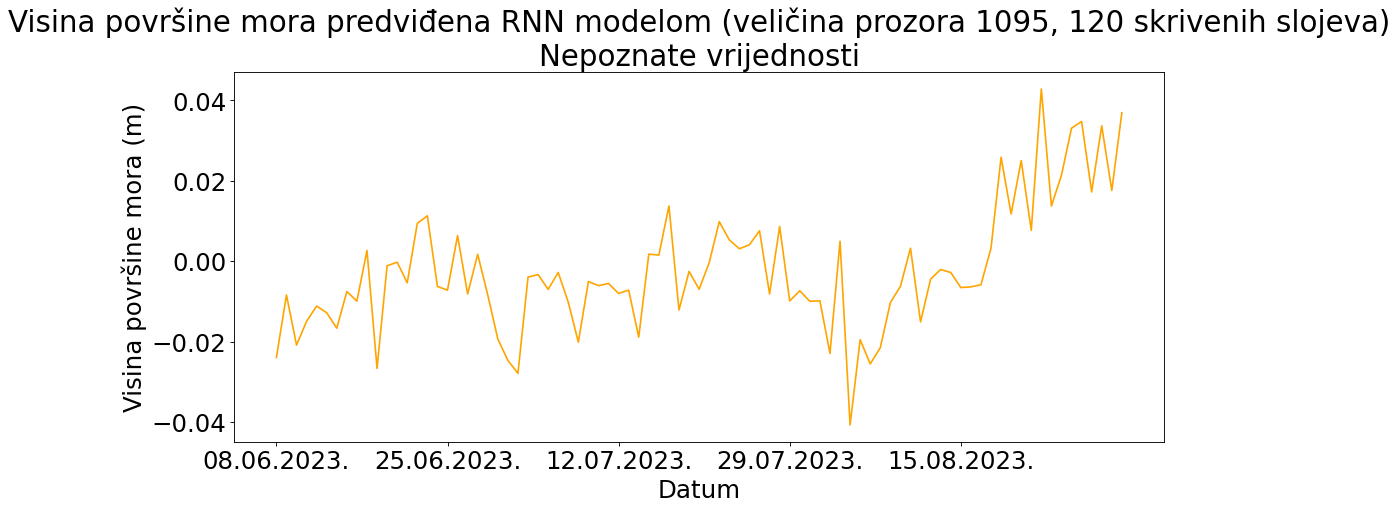 Visina površine mora predviđena RNN modelom (veličina prozora 1095, 120 skrivenih slojeva)
Nepoznate vrijednosti
Visina površine mora (m)
0.04
0.02
0.00
−0.02
−0.04
08.06.2023. 25.06.2023. 12.07.2023. 29.07.2023. 15.08.2023.
Datum